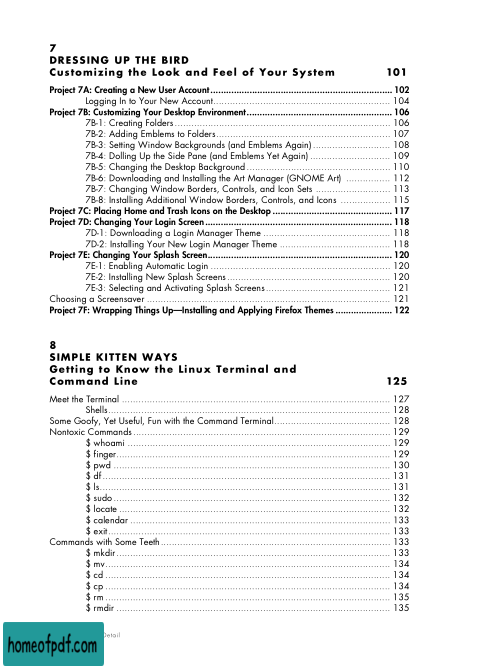 7
DRESSING UP THE BIRD
Customizing the Look and Feel of Your System 101
Project 7A: Creating a New User Account 102
Logging In to Your New Account 104
Project 7B: Customizing Your Desktop Environment 106
7B-1: Creating Folders 106
7B-2: Adding Emblems to Folders 107
7B-3: Setting Window Backgrounds (and Emblems Again) 108
7B-4: Dolling Up the Side Pane (and Emblems Yet Again) 109
7B-5: Changing the Desktop Background 110
7B-6: Downloading and Installing the Art Manager (GNOME Art) 112
7B-7: Changing Window Borders, Controls, and Icon Sets 113
7B-8: Installing Additional Window Borders, Controls, and Icons 115
Project 7C: Placing Home and Trash Icons on the Desktop 117
Project 7D: Changing Your Login Screen 118
7D-1: Downloading a Login Manager Theme 118
7D-2: Installing Your New Login Manager Theme 118
Project 7E: Changing Your Splash Screen 120
7E-1: Enabling Automatic Login 120
7E-2: Installing New Splash Screens 120
7E-3: Selecting and Activating Splash Screens 121
Choosing a Screensaver 121
Project 7F: Wrapping Things Up—Installing and Applying Firefox Themes 122
8
SIMPLE KITTEN WAYS
Getting to Know the Linux Terminal and
Command Line 125
Meet the Terminal 127
Shells 128
Some Goofy, Yet Useful, Fun with the Command Terminal 128
Nontoxic Commands 129
$ whoami 129
$ finger 129
$ pwd 130
$ df 131
$ ls 131
$ sudo 132
$ locate 132
$ calendar 133
$ exit 133
Commands with Some Teeth 133
$ mkdir 133
$ mv 134
$ cd 134
$ cp 134
$ rm 135
$ rmdir 135
Detail
homeofpdf.com